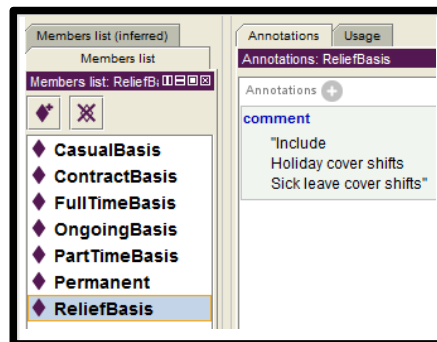 Members list (inferred)
Members list
Members list: ReliefBa
CasualBasis
ContractBasis
FullTimeBasis
OngoingBasis
PartTimeBasis
Permanent
ReliefBasis
Annotations Usage
Annotations: ReliefBasis
Annotations
comment
"Include
Holiday cover shifts
Sick leave cover shifts"